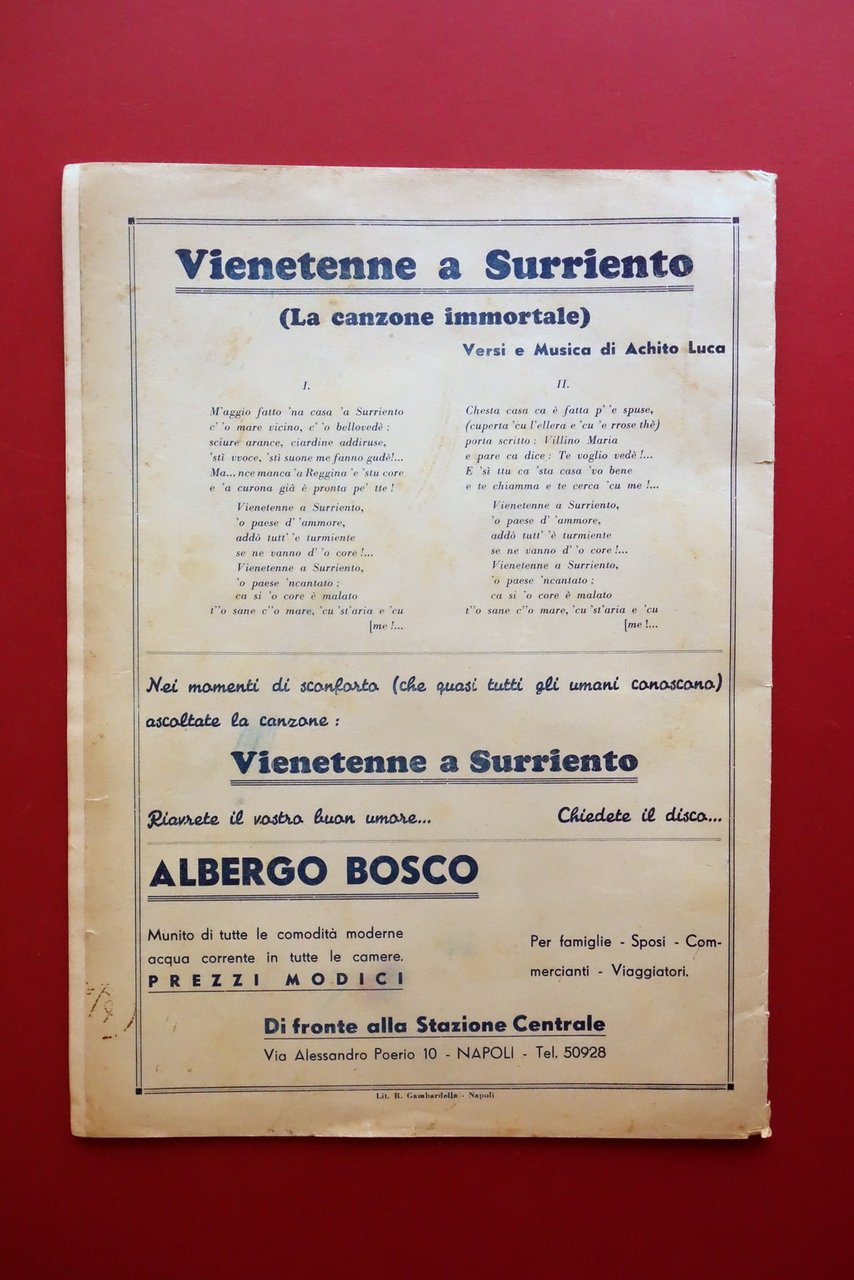 Vienetenne a Surriento
(La canzone immortale)
Versi e Musica di Achito Luca
I.
M'aggio fatto 'na casa 'a Surriento
c' 'o mare vicino, c' 'o bellovedè :
sciure arance, ciardine addiruse,
'stì vvoce, 'stì suone me fanno gudè!...
Ma...nce manca 'a Reggina 'e 'stu core
e 'a curona già è pronta pe' tte !
Vienetenne a Surriento,
'o paese d' 'ammore,
addò tutt' 'e turmiente
se ne vanno d' 'o core !...
Vienetenne a Surriento,
'o paese 'ncantato ;
ca si 'o core è malato
t''o sane c''o mare, 'cu 'st'aria e 'cu
[me !...
II.
Chesta casa ca è fatta p' 'e spuse,
(cuperta 'cu l'ellera e 'cu 'e rrose thè)
porta scritto : Villino Maria
e pare ca dice : Te voglio vedè !...
E 'sì ttu ca 'sta casa 'vo bene
e te chiamma e te cerca 'cu me !...
Vienetenne a Surriento,
'o paese d' 'ammore,
addò tutt' 'è turmiente
se ne vanno d' 'o core !...
Vienetenne a Surriento,
'o paese 'ncantato ;
ca si 'o core è malato
t''o sane c''o mare, 'cu 'st'aria e 'cu
[me !...
Nei momenti di sconforto (che quasi tutti gli umani conoscono)
ascoltate la canzone :
Vienetenne a Surriento
Riavrete il vostro buon umore... Chiedete il disco...
ALBERGO BOSCO
Munito di tutte le comodità moderne
acqua corrente in tutte le camere.
PREZZI MODICI
Per famiglie - Sposi - Com-
mercianti - Viaggiatori.
Di fronte alla Stazione Centrale
Via Alessandro Poerio 10 - NAPOLI - Tel. 50928
Lit. R. Gambardella - Napoli